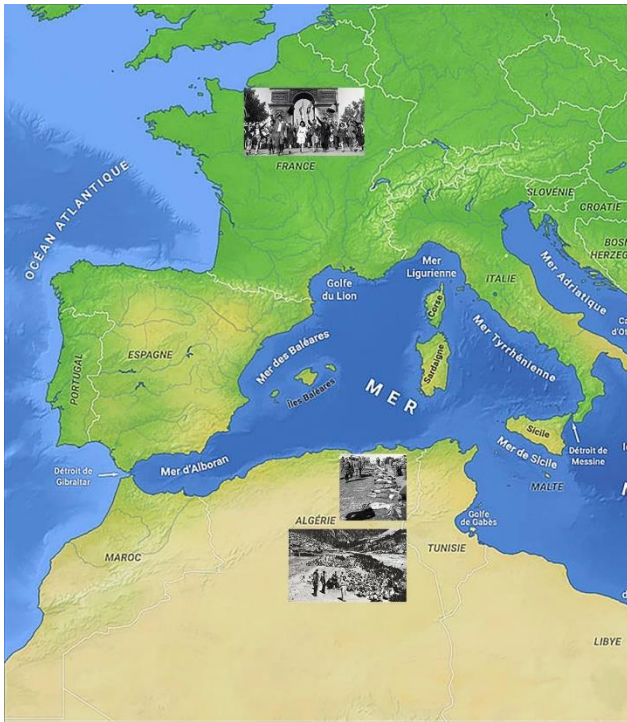 FRANCE
OCÉAN ATLANTIQUE
SLOVÉNIE
CROATIE
Mer
Ligurienne
ITALIE
Mer Adriatique
Golfe
du Lion
Corse
Mer Tyrrhénienne
PORTUGAL
ESPAGNE
Mer des Baléares
Îles Baléares
Sardaigne
MER
Sicile
Détroit de
Messine
Mer de Sicile
MALTE
Détroit de
Gibraltar
Mer d'Alboran
ALGÉRIE
Golfe
de Gabès
TUNISIE
MAROC
LIBYE